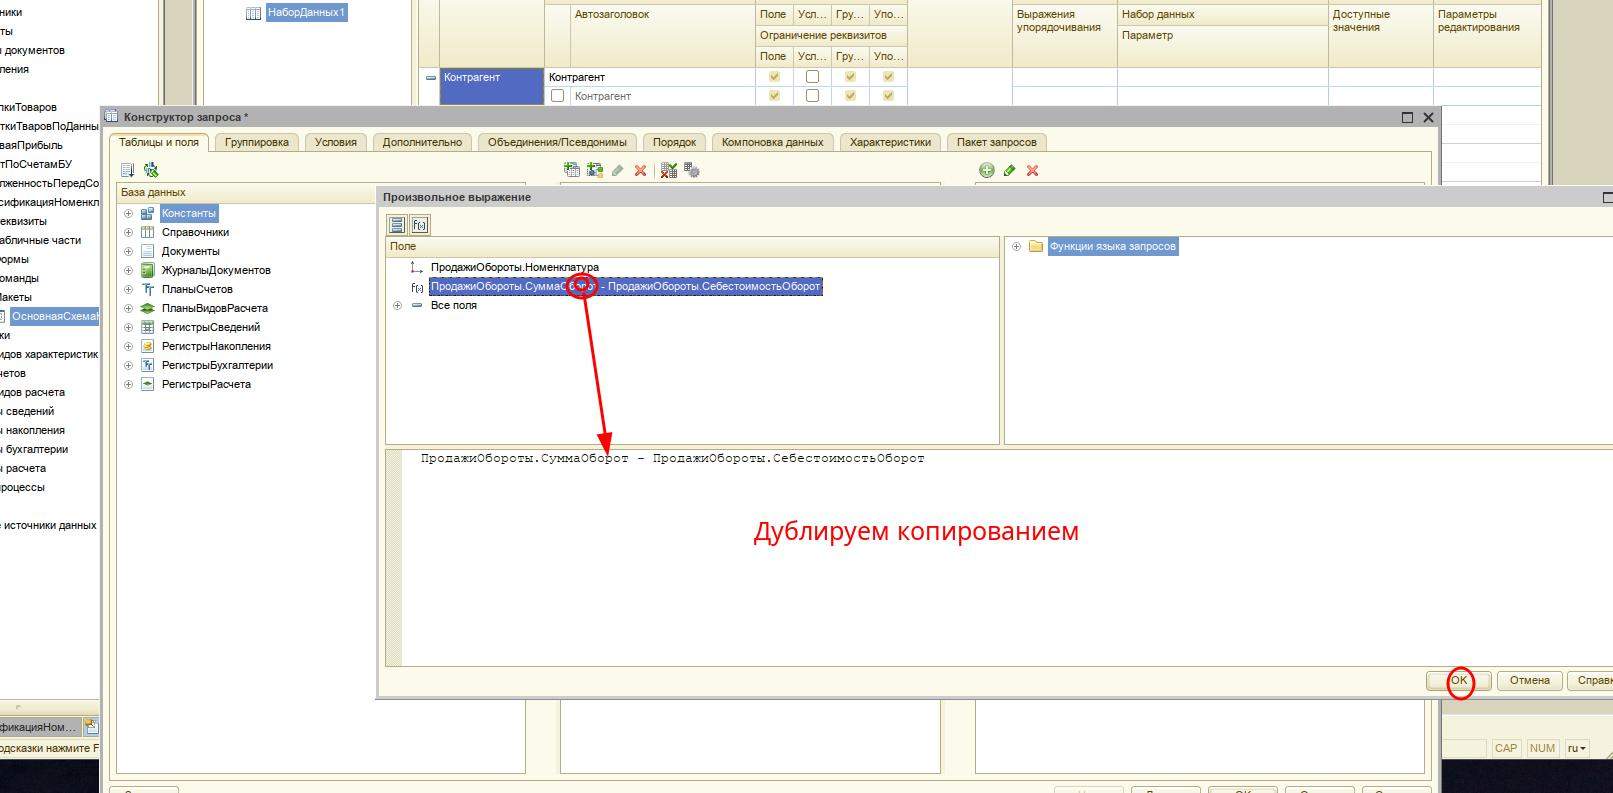 НаборДанных1
Автозаголовок
Поле Усл... Гру... Упо...
Ограничение реквизитов
Поле Усл... Гру... Упо...
Выражения упорядочивания
Набор данных
Параметр
Доступные значения
Параметры редактирования
Контрагент
Контрагент
Контрагент
ники
ты
ы документов
ления
лкиТоваров
ткиТваровПоДанны
ваяПрибыль
тПоСчетамБУ
лженностьПередСо
сификацияНоменкл
еквизиты
абличные части
ормы
оманды
Макеты
ОсновнаяСхема
ки
идов характеристик
четов
идов расчета
ы сведений
ы накопления
ы бухгалтерии
ы расчета
роцессы
е источники данных
фикацияНом...
одсказки нажмите F
Конструктор запроса *
Таблицы и поля Группировка Условия Дополнительно Объединения/Псевдонимы Порядок Компоновка данных Характеристики Пакет запросов
База данных
Константы
Справочники
Документы
ЖурналыДокументов
ПланыСчетов
ПланыВидовРасчета
РегистрыСведений
РегистрыНакопления
РегистрыБухгалтерии
РегистрыРасчета
Произвольное выражение
f(x)
Поле
ПродажиОбороты.Номенклатура
f(x) ПродажиОбороты.СуммаОборот - ПродажиОбороты.СебестоимостьОборот
Все поля
Функции языка запросов
ПродажиОбороты.СуммаОборот - ПродажиОбороты.СебестоимостьОборот
Дублируем копированием
OK Отмена Справк
CAP NUM ru